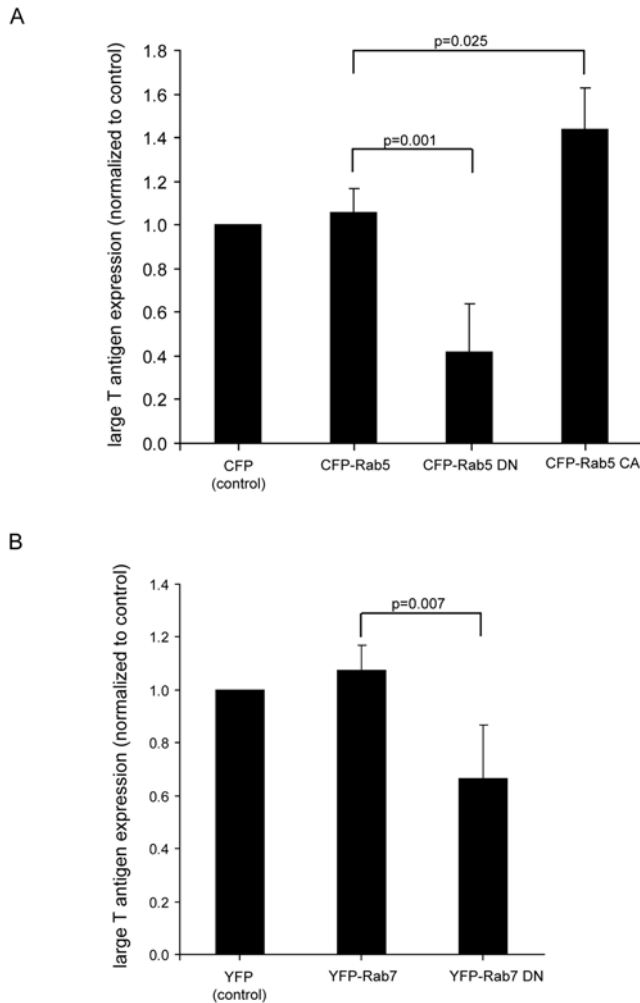 A
large T antigen expression (normalized to control)
1.8
1.6
1.4
1.2
1.0
0.8
0.6
0.4
0.2
0.0
p=0.025
p=0.001
CFP
(control)
CFP-Rab5
CFP-Rab5 DN
CFP-Rab5 CA
B
large T antigen expression (normalized to control)
1.4
1.2
1.0
0.8
0.6
0.4
0.2
0.0
p=0.007
YFP
(control)
YFP-Rab7
YFP-Rab7 DN